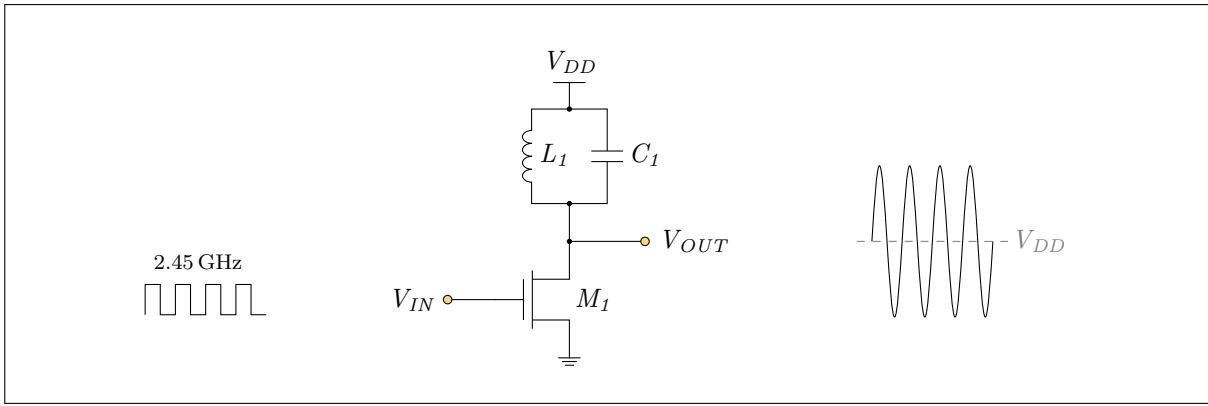 V_DD
L_1
C_1
V_OUT
V_DD
2.45 GHz
V_IN
M_1